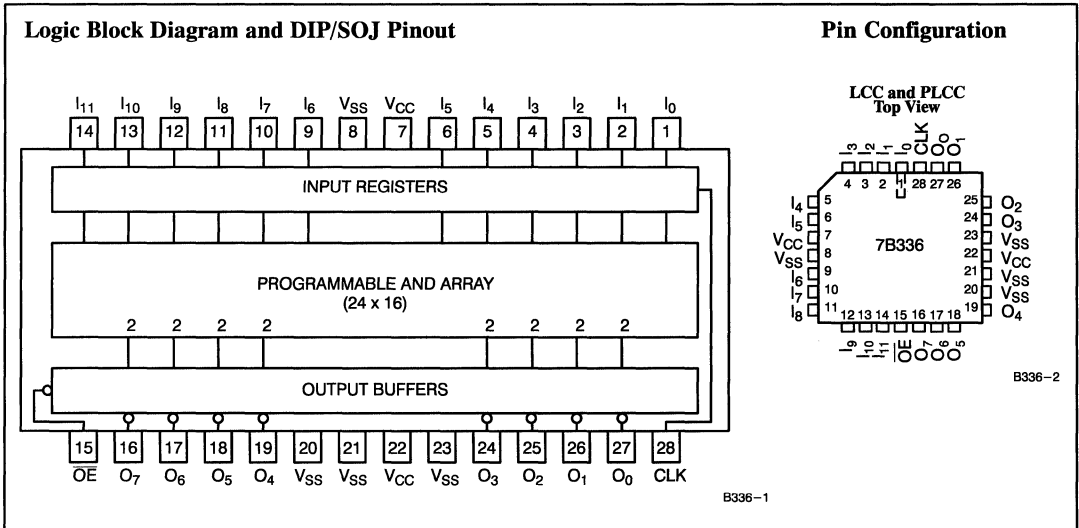 Logic Block Diagram and DIP/SOJ Pinout
I11 I10 I9 I8 I7 I6 VSS VCC I5 I4 I3 I2 I1 I0
14 13 12 11 10 9 8 7 6 5 4 3 2 1
INPUT REGISTERS
PROGRAMMABLE AND ARRAY
(24 x 16)
2 2 2 2 2 2 2 2
OUTPUT BUFFERS
15 16 17 18 19 20 21 22 23 24 25 26 27 28
OE O7 O6 O5 O4 VSS VSS VCC VSS O3 O2 O1 O0 CLK
B336-1
Pin Configuration
LCC and PLCC
Top View
I3 I2 I1 I0 CLK O0 O1
4 3 2 1 28 27 26
I4 5 25 O2
I5 6 24 O3
VCC 7 23 VSS
VSS 8 7B336 22 VCC
I6 9 21 VSS
I7 10 20 VSS
I8 11 19 O4
12 13 14 15 16 17 18
I9 I10 I11 OE O7 O6 O5
B336-2